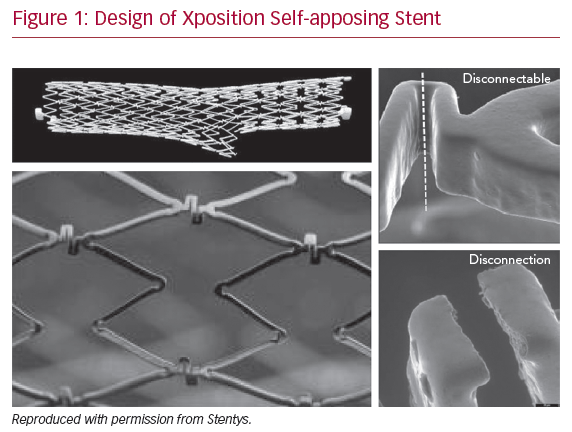 Figure 1: Design of Xposition Self-apposing Stent
Disconnectable
Disconnection
Reproduced with permission from Stentys.